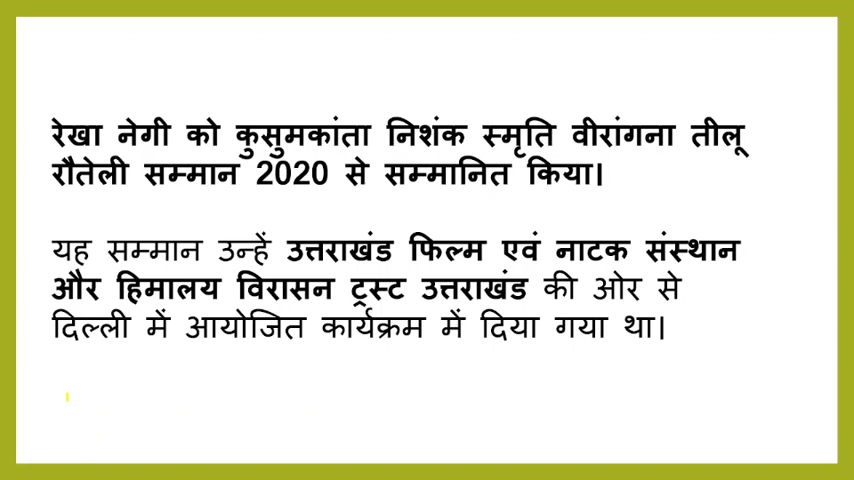 रेखा नेगी को कुसुमकांता निशंक स्मृति वीरांगना तीलू
रौतेली सम्मान 2020 से सम्मानित किया।
यह सम्मान उन्हें उत्तराखंड फिल्म एवं नाटक संस्थान
और हिमालय विरासन ट्रस्ट उत्तराखंड की ओर से
दिल्ली में आयोजित कार्यक्रम में दिया गया था।